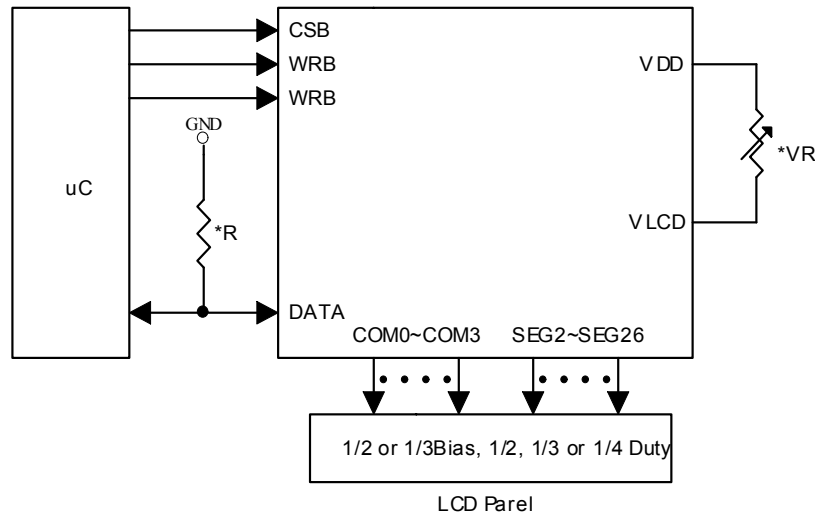 CSB
WRB
WRB
VDD
GND
*VR
uC
*R
VLCD
DATA
COM0~COM3 SEG2~SEG26
1/2 or 1/3Bias, 1/2, 1/3 or 1/4 Duty
LCD Parel